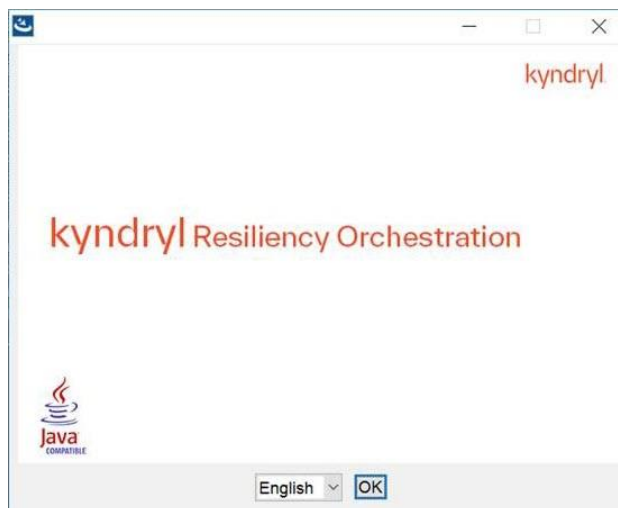 kyndryl
kyndryl Resiliency Orchestration
Java
COMPATIBLE
English OK